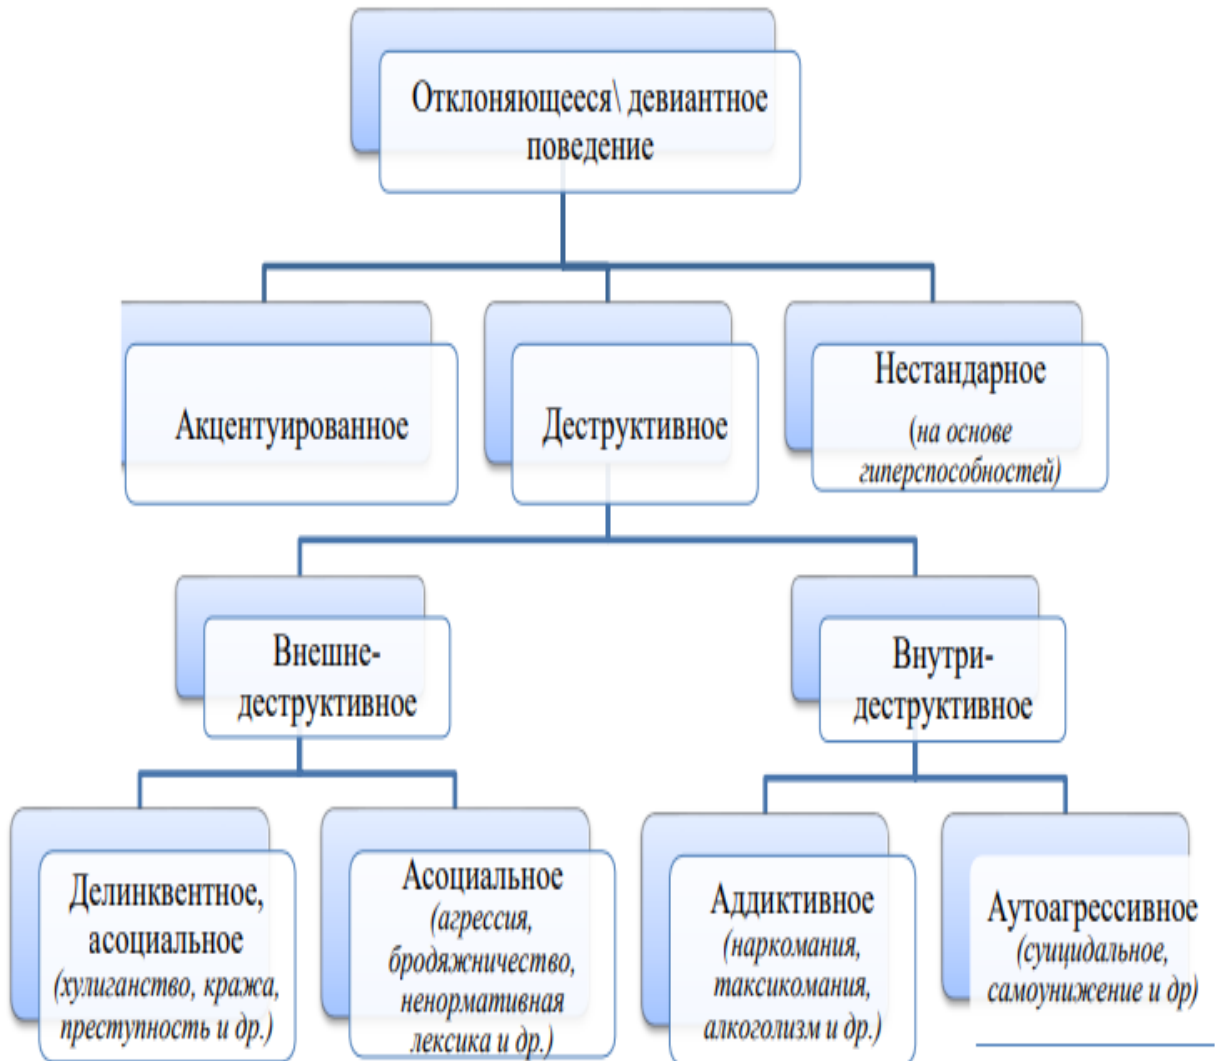 Отклоняющееся\ девиантное
поведение
Акцентуированное
Деструктивное
Нестандарное
(на основе
гиперспособностей)
Внешне-
деструктивное
Внутри-
деструктивное
Делинквентное,
асоциальное
(хулиганство, кража,
преступность и др.)
Асоциальное
(агрессия,
бродяжничество,
ненормативная
лексика и др.)
Аддиктивное
(наркомания,
таксикомания,
алкоголизм и др.)
Аутоагрессивное
(суицидальное,
самоунижение и др)